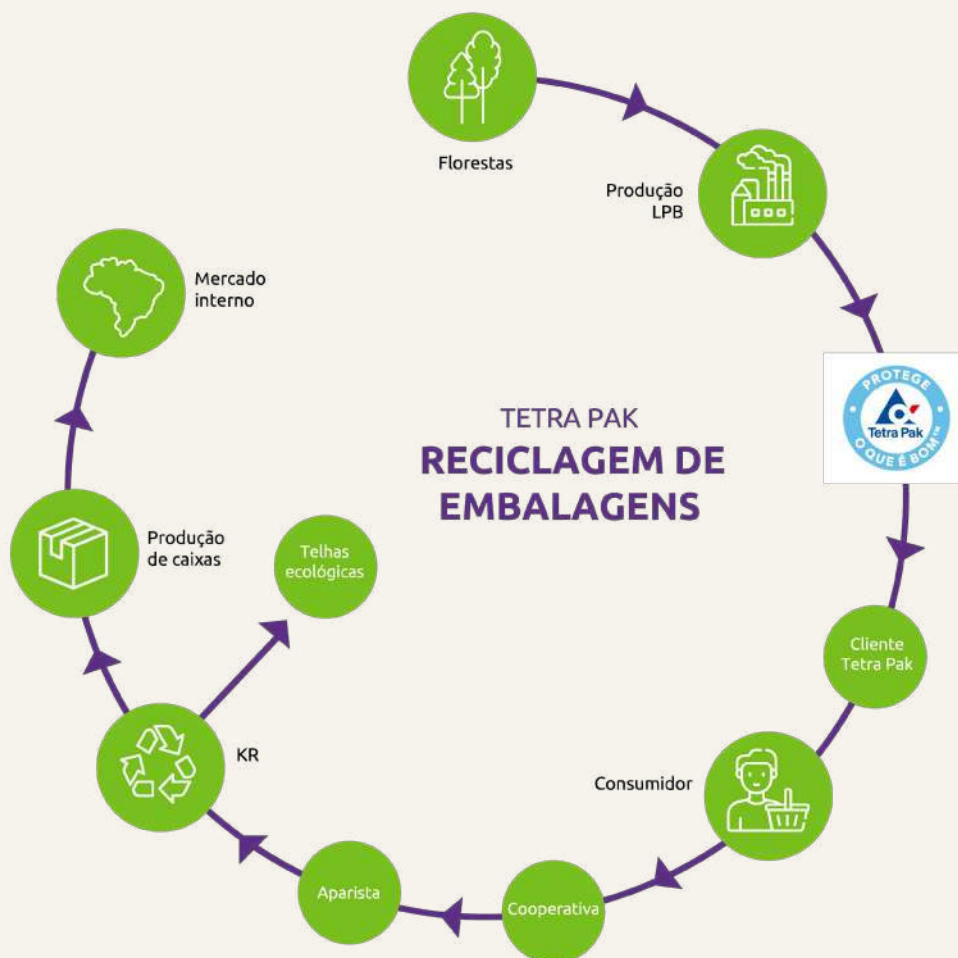 Florestas
Produção
LPB
PROTEGE
Tetra Pak
O QUE É BOM™
Cliente
Tetra Pak
Consumidor
Cooperativa
Aparista
KR
Telhas
ecológicas
Produção
de caixas
Mercado
interno
TETRA PAK
RECICLAGEM DE
EMBALAGENS